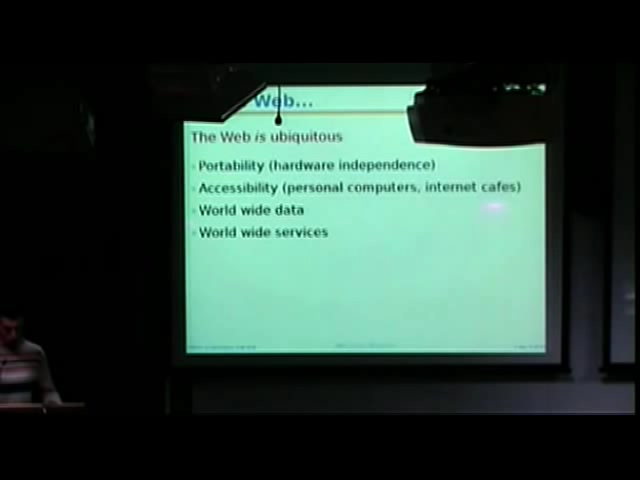 Web...
The Web is ubiquitous
Portability (hardware independence)
Accessibility (personal computers, internet cafes)
World wide data
World wide services